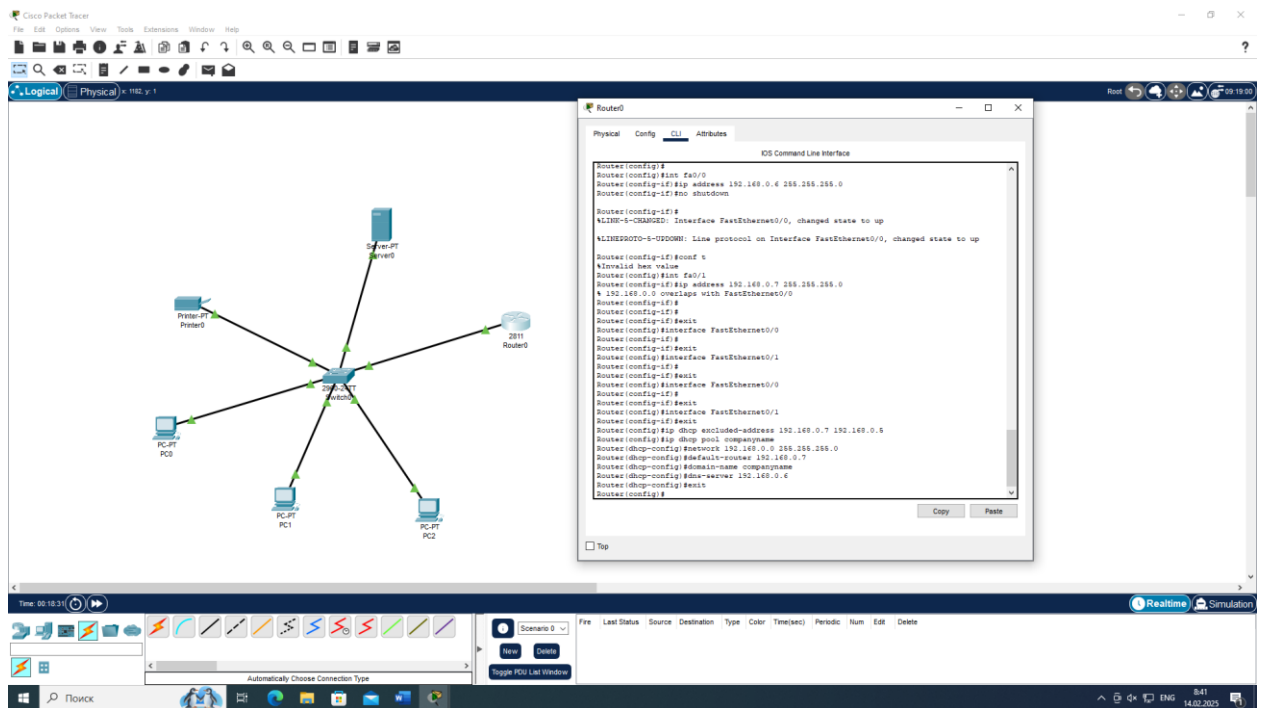 Cisco Packet Tracer
File Edit Options View Tools Extensions Window Help
?
Logical Physical x: 1182, y: 1 Root 09:19:00
Router0
Physical Config CLI Attributes
IOS Command Line Interface
Router(config)#
Router(config)#int fa0/0
Router(config-if)#ip address 192.168.0.6 255.255.255.0
Router(config-if)#no shutdown
Router(config-if)#
%LINK-5-CHANGED: Interface FastEthernet0/0, changed state to up
%LINEPROTO-5-UPDOWN: Line protocol on Interface FastEthernet0/0, changed state to up
Router(config-if)#conf t
%Invalid hex value
Router(config)#int fa0/1
Router(config-if)#ip address 192.168.0.7 255.255.255.0
% 192.168.0.0 overlaps with FastEthernet0/0
Router(config-if)#
Router(config-if)#
Router(config-if)#exit
Router(config)#interface FastEthernet0/0
Router(config-if)#
Router(config-if)#exit
Router(config)#interface FastEthernet0/1
Router(config-if)#
Router(config-if)#exit
Router(config)#interface FastEthernet0/0
Router(config-if)#
Router(config-if)#exit
Router(config)#interface FastEthernet0/1
Router(config-if)#exit
Router(config)#ip dhcp excluded-address 192.168.0.7 192.168.0.5
Router(config)#ip dhcp pool companyname
Router(dhcp-config)#network 192.168.0.0 255.255.255.0
Router(dhcp-config)#default-router 192.168.0.7
Router(dhcp-config)#domain-name companyname
Router(dhcp-config)#dns-server 192.168.0.6
Router(dhcp-config)#exit
Router(config)#
Copy Paste
Top
Server-PT
Server0
Printer-PT
Printer0
2811
Router0
2960-24TT
Switch0
PC-PT
PC0
PC-PT
PC1
PC-PT
PC2
Time: 00:18:31 Realtime Simulation
Scenario 0
New Delete
Toggle PDU List Window
Fire Last Status Source Destination Type Color Time(sec) Periodic Num Edit Delete
Automatically Choose Connection Type
Поиск
ENG
8:41
14.02.2025